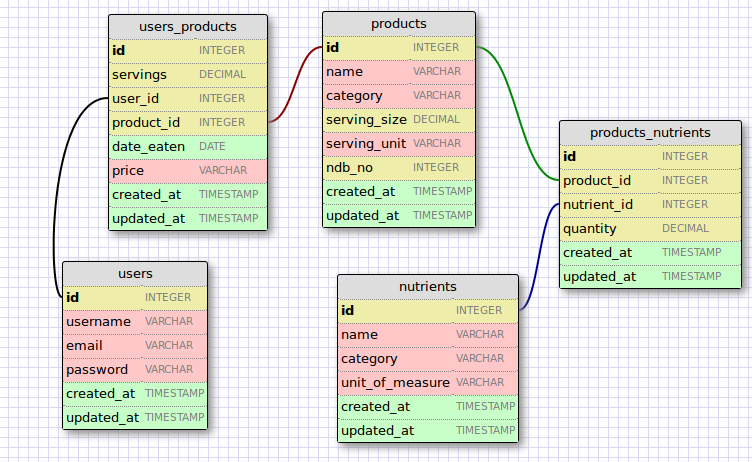 users_products
id INTEGER
servings DECIMAL
user_id INTEGER
product_id INTEGER
date_eaten DATE
price VARCHAR
created_at TIMESTAMP
updated_at TIMESTAMP
products
id INTEGER
name VARCHAR
category VARCHAR
serving_size DECIMAL
serving_unit VARCHAR
ndb_no INTEGER
created_at TIMESTAMP
updated_at TIMESTAMP
products_nutrients
id INTEGER
product_id INTEGER
nutrient_id INTEGER
quantity DECIMAL
created_at TIMESTAMP
updated_at TIMESTAMP
users
id INTEGER
username VARCHAR
email VARCHAR
password VARCHAR
created_at TIMESTAMP
updated_at TIMESTAMP
nutrients
id INTEGER
name VARCHAR
category VARCHAR
unit_of_measure VARCHAR
created_at TIMESTAMP
updated_at TIMESTAMP